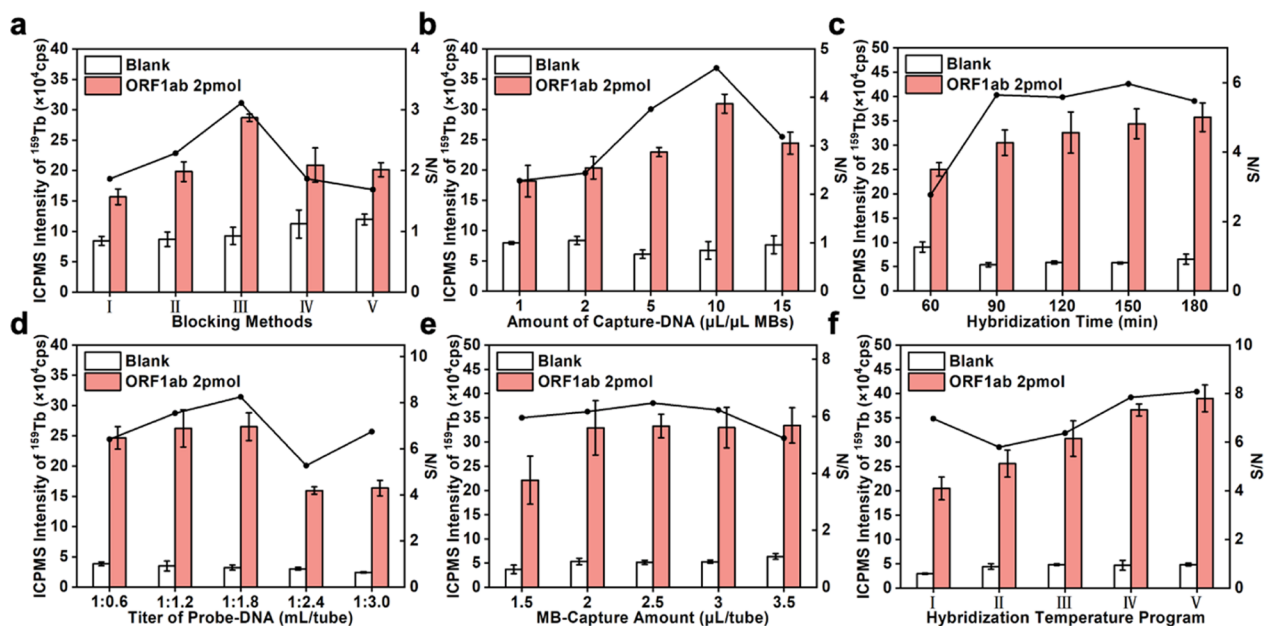 a
ICPMS Intensity of ¹⁵⁹Tb (×10⁴cps)
40
35
30
25
20
15
10
5
0
Blank
ORF1ab 2pmol
4
3
2
1
0
S/N
I II III IV V
Blocking Methods
b
ICPMS Intensity of ¹⁵⁹Tb (×10⁴cps)
40
35
30
25
20
15
10
5
0
Blank
ORF1ab 2pmol
5
4
3
2
1
0
S/N
1 2 5 10 15
Amount of Capture-DNA (μL/μL MBs)
c
ICPMS Intensity of ¹⁵⁹Tb(×10⁴cps)
50
45
40
35
30
25
20
15
10
5
0
Blank
ORF1ab 2pmol
6
4
2
0
S/N
60 90 120 150 180
Hybridization Time (min)
d
ICPMS Intensity of ¹⁵⁹Tb (×10⁴cps)
40
35
30
25
20
15
10
5
0
Blank
ORF1ab 2pmol
10
8
6
4
2
0
S/N
1:0.6 1:1.2 1:1.8 1:2.4 1:3.0
Titer of Probe-DNA (mL/tube)
e
ICPMS Intensity of ¹⁵⁹Tb (×10⁴cps)
50
45
40
35
30
25
20
15
10
5
0
Blank
ORF1ab 2pmol
8
6
4
2
0
S/N
1.5 2 2.5 3 3.5
MB-Capture Amount (μL/tube)
f
ICPMS Intensity of ¹⁵⁹Tb (×10⁴cps)
50
45
40
35
30
25
20
15
10
5
0
Blank
ORF1ab 2pmol
10
8
6
4
2
0
S/N
I II III IV V
Hybridization Temperature Program